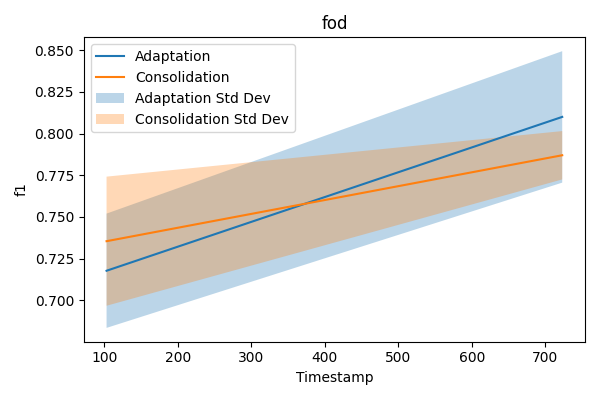 fod
Adaptation
Consolidation
Adaptation Std Dev
Consolidation Std Dev
0.850
0.825
0.800
0.775
0.750
0.725
0.700
f1
100 200 300 400 500 600 700
Timestamp